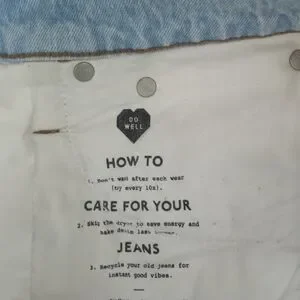 DO
WELL
HOW TO
1. Don't wash after each wear
(try every 10x).
CARE FOR YOUR
2. Skip the dryer to save energy and
make denim last
JEANS
3. Recycle your old jeans for
instant good vibes.
—